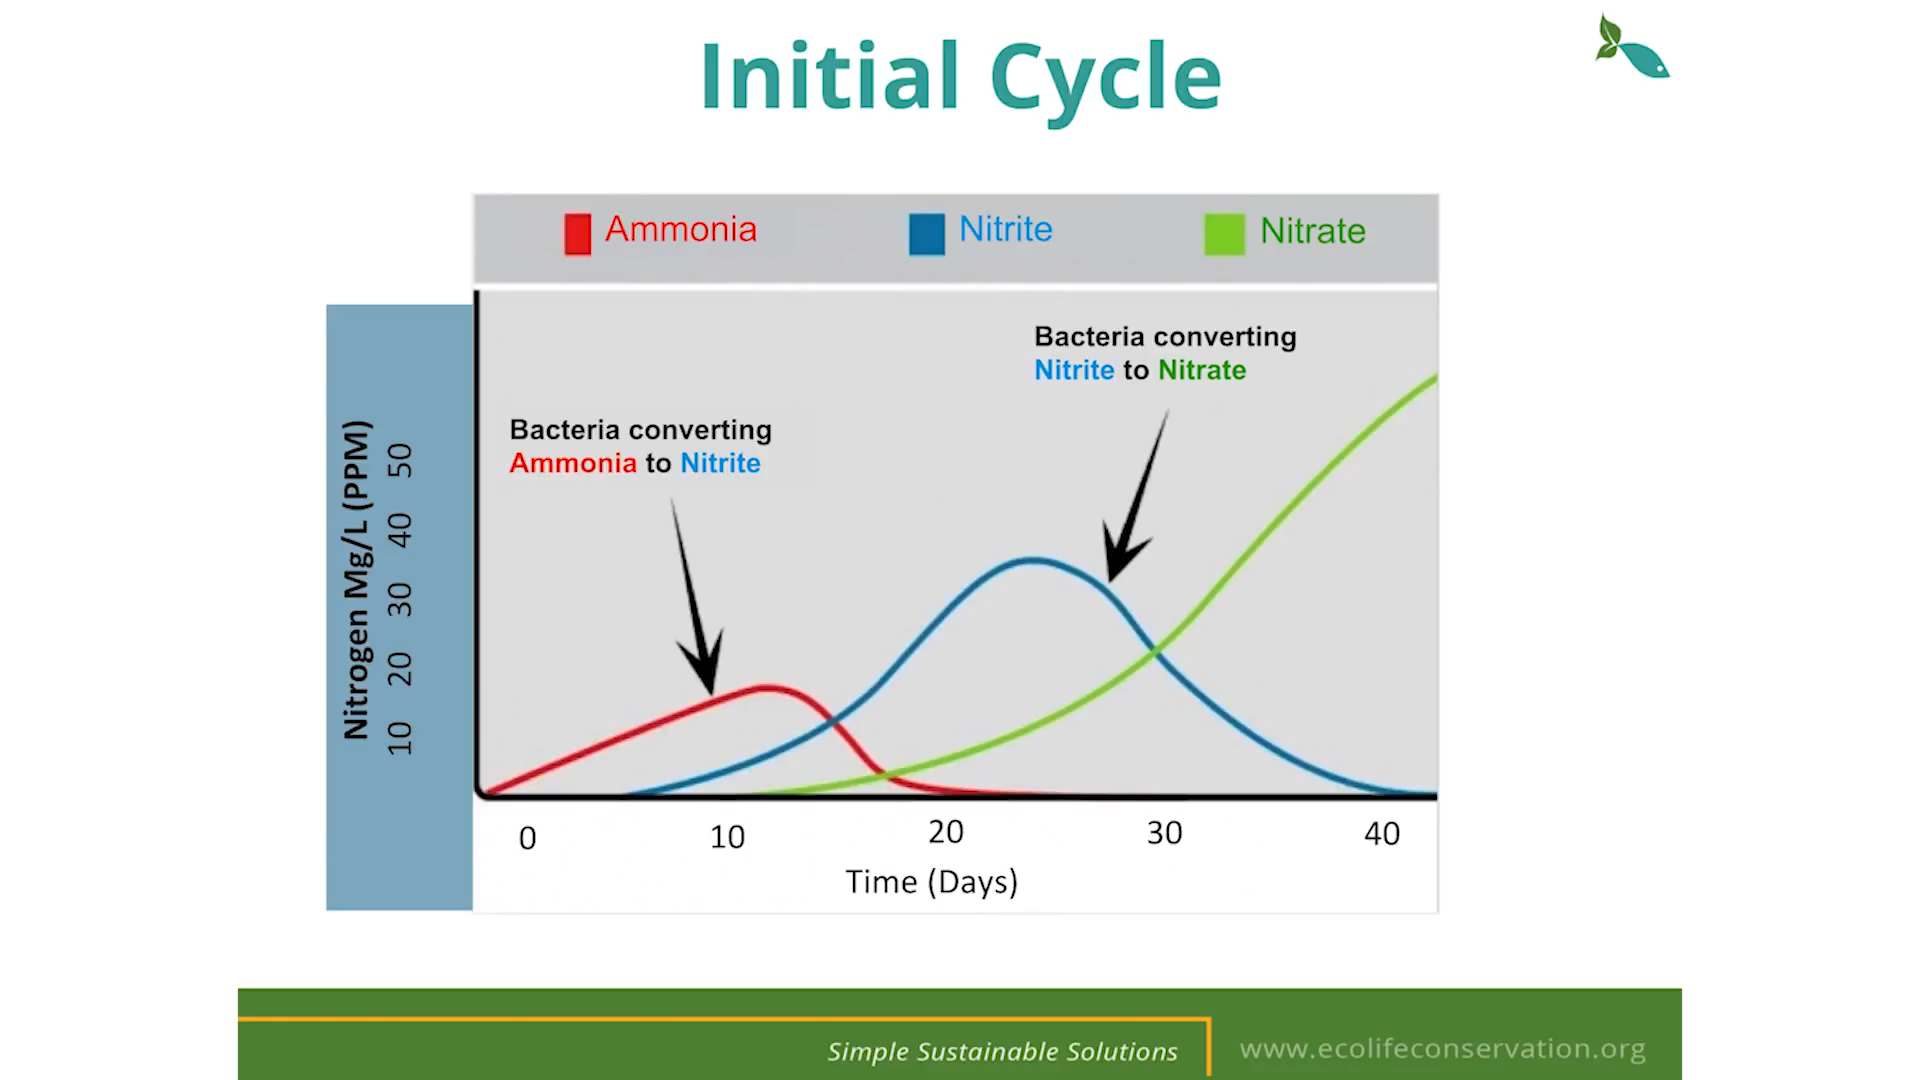 Initial Cycle
Ammonia
Nitrite
Nitrate
Bacteria converting
Nitrite to Nitrate
Bacteria converting
Ammonia to Nitrite
Nitrogen Mg/L (PPM)
10 20 30 40 50
0 10 20 30 40
Time (Days)
Simple Sustainable Solutions
www.ecolifeconservation.org